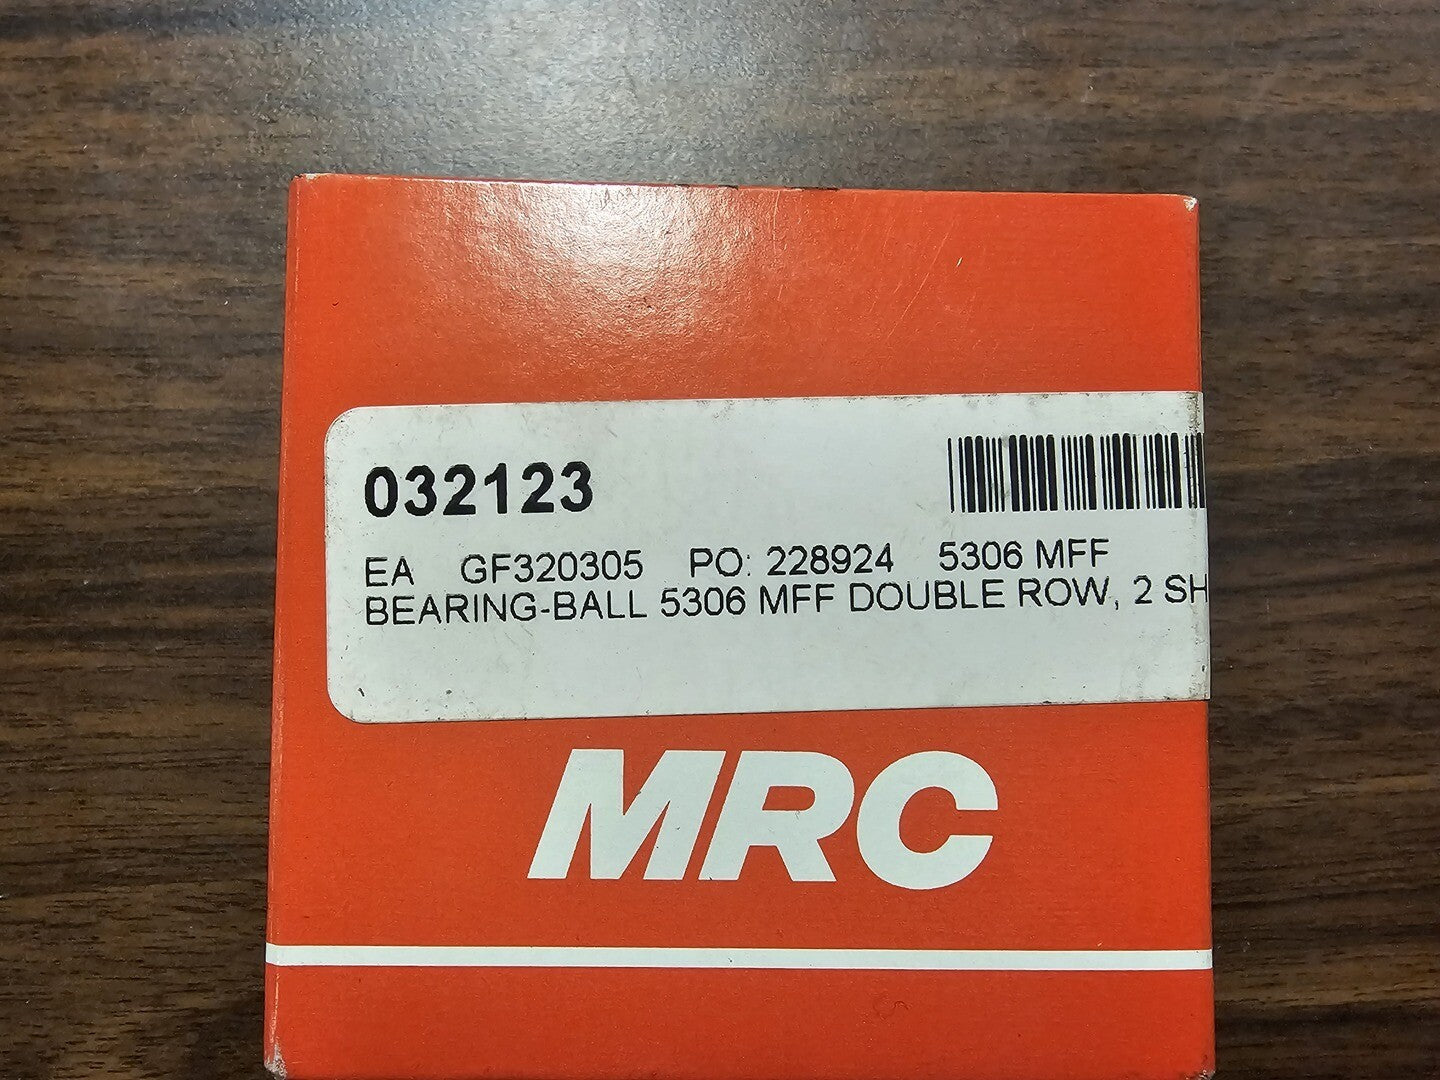 032123
EA GF320305 PO: 228924 5306 MFF
BEARING-BALL 5306 MFF DOUBLE ROW, 2 SH
MRC